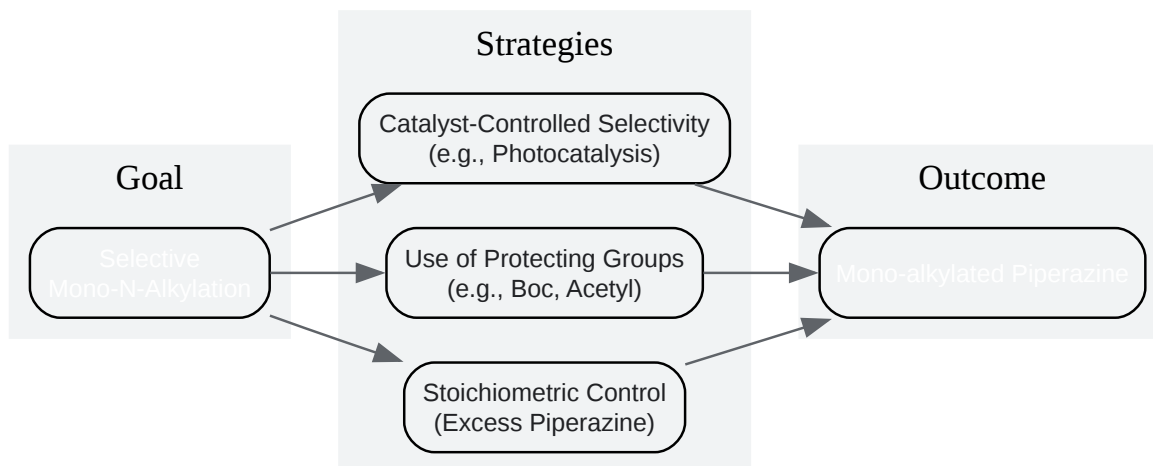 Strategies
Catalyst-Controlled Selectivity
(e.g., Photocatalysis)
Goal
Selective
Mono-N-Alkylation
Use of Protecting Groups
(e.g., Boc, Acetyl)
Outcome
Mono-alkylated Piperazine
Stoichiometric Control
(Excess Piperazine)